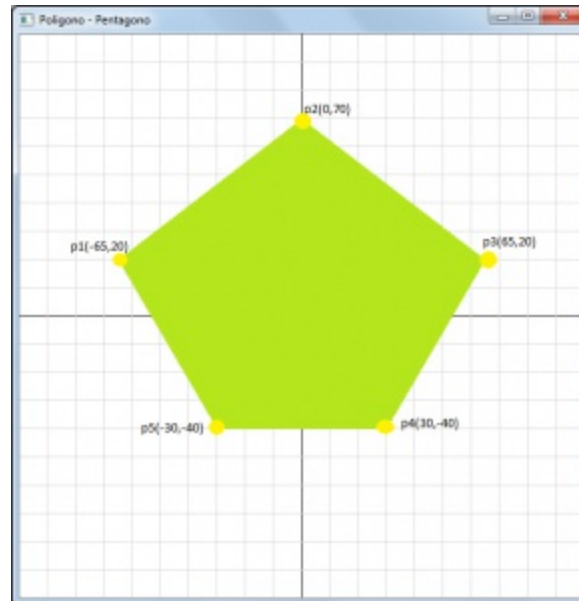 Poligono - Pentagono
p2(0,70)
p1(-65,20)
p3(65,20)
p5(-30,-40)
p4(30,-40)